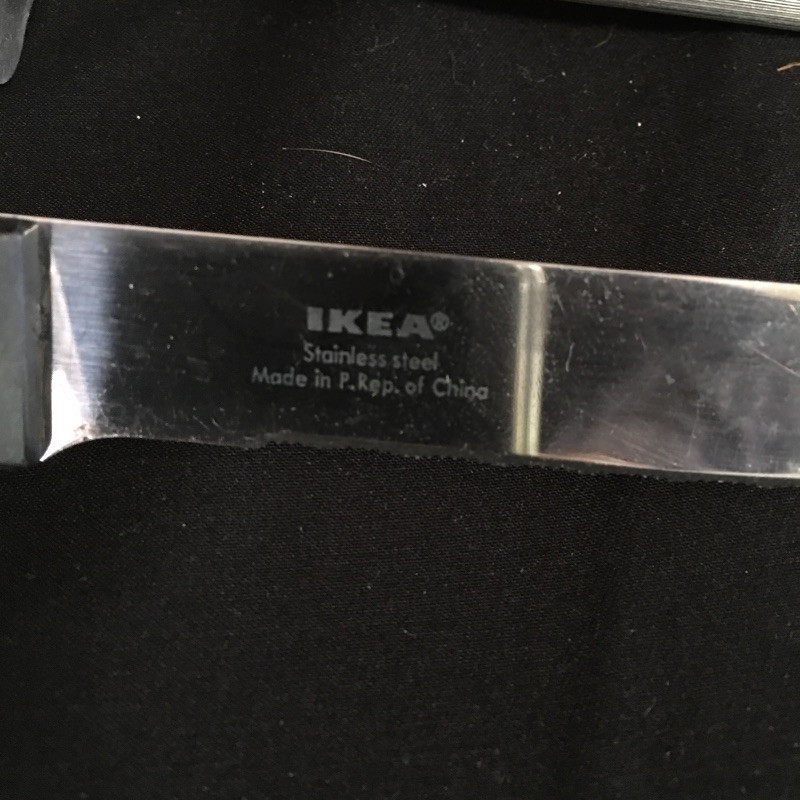 IKEA®
Stainless steel
Made in P.Rep. of China